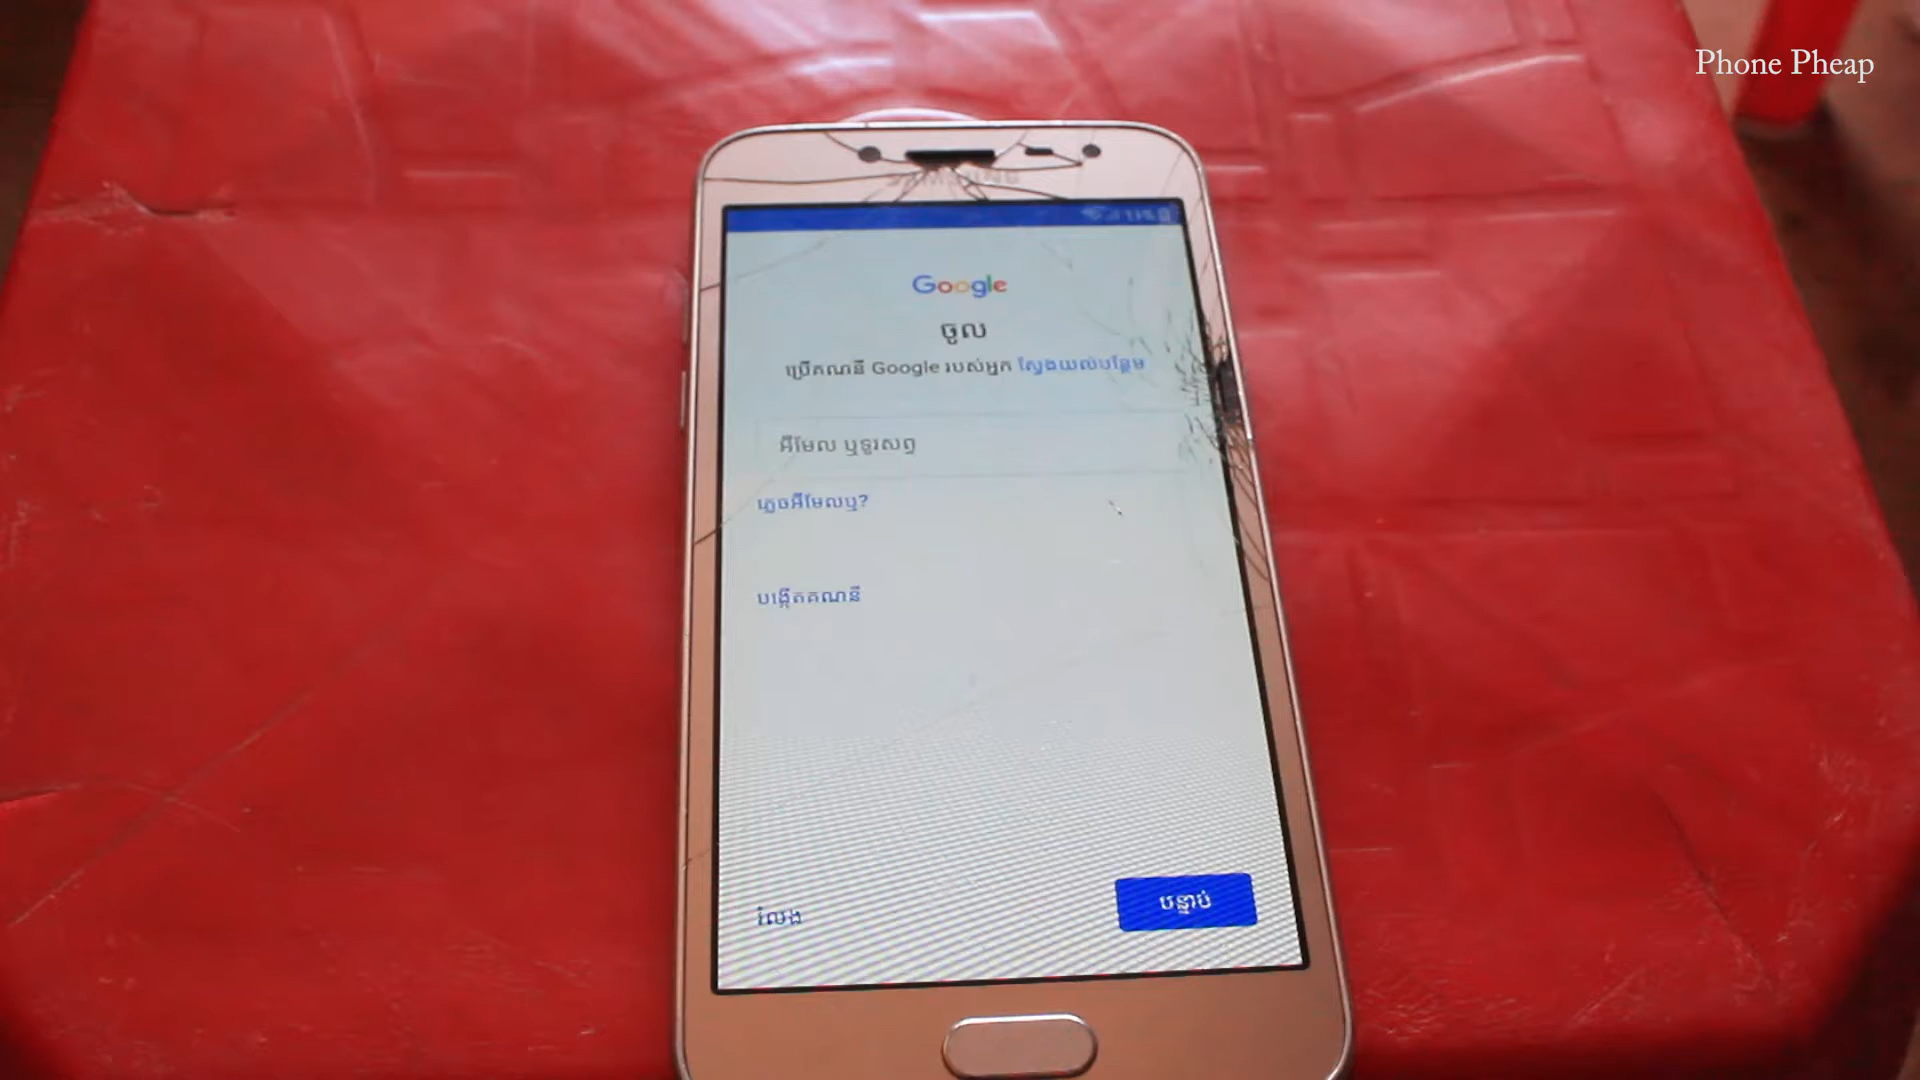 Phone Pheap
SAMSUNG
Google
ចូល
ប្រើគណនី Google របស់អ្នក ស្វែងយល់បន្ថែម
អ៊ីមែល ឬទូរសព្ទ
ភ្លេចអ៊ីមែលឬ?
បង្កើតគណនី
រំលង
បន្ទាប់